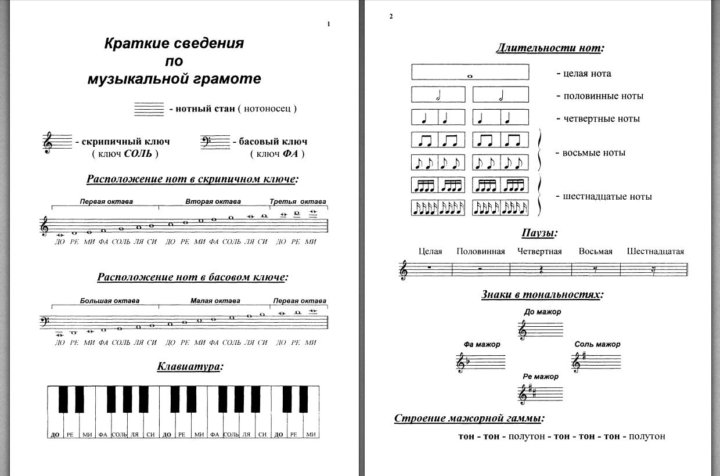 1
Краткие сведения
по
музыкальной грамоте
- нотный стан ( нотоносец )
- скрипичный ключ
( ключ СОЛЬ )
- басовый ключ
( ключ ФА )
Расположение нот в скрипичном ключе:
Первая октава Вторая октава Третья октава
ДО РЕ МИ ФА СОЛЬ ЛЯ СИ ДО РЕ МИ ФА СОЛЬ ЛЯ СИ ДО РЕ МИ
Расположение нот в басовом ключе:
Большая октава Малая октава Первая октава
ДО РЕ МИ ФА СОЛЬ ЛЯ СИ ДО РЕ МИ ФА СОЛЬ ЛЯ СИ ДО РЕ МИ
Клавиатура:
ДО РЕ МИ ФА СОЛЬ ЛЯ СИ ДО РЕ МИ ФА СОЛЬ ЛЯ СИ ДО РЕ МИ
2
Длительности нот:
- целая нота
- половинные ноты
- четвертные ноты
- восьмые ноты
- шестнадцатые ноты
Паузы:
Целая Половинная Четвертная Восьмая Шестнадцатая
Знаки в тональностях:
До мажор
Фа мажор Соль мажор
Ре мажор
Строение мажорной гаммы:
тон - тон - полутон - тон - тон - тон - полутон